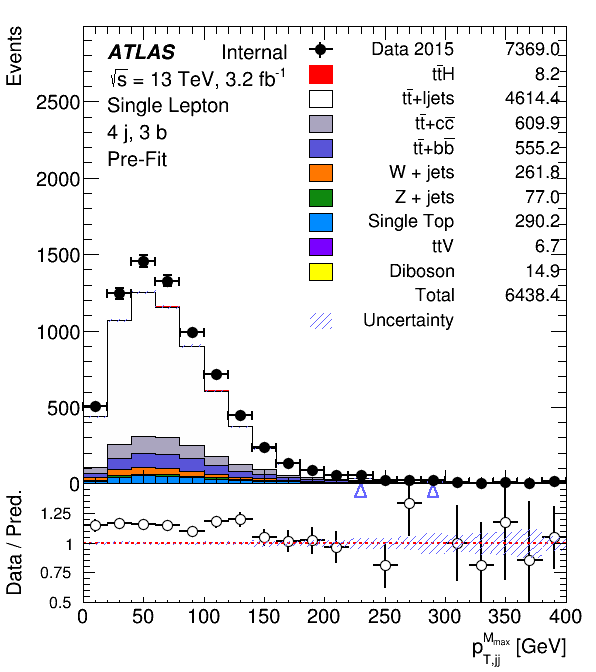 Events
ATLAS Internal
√s = 13 TeV, 3.2 fb⁻¹
Single Lepton
4 j, 3 b
Pre-Fit
Data 2015 7369.0
tt̄H 8.2
tt̄+ljets 4614.4
tt̄+cc̄ 609.9
tt̄+bb̄ 555.2
W + jets 261.8
Z + jets 77.0
Single Top 290.2
ttV 6.7
Diboson 14.9
Total 6438.4
Uncertainty
2500
2000
1500
1000
500
0
Data / Pred.
1.25
1
0.75
0.5
0 50 100 150 200 250 300 350 400
p_{T,jj}^{M_{max}} [GeV]